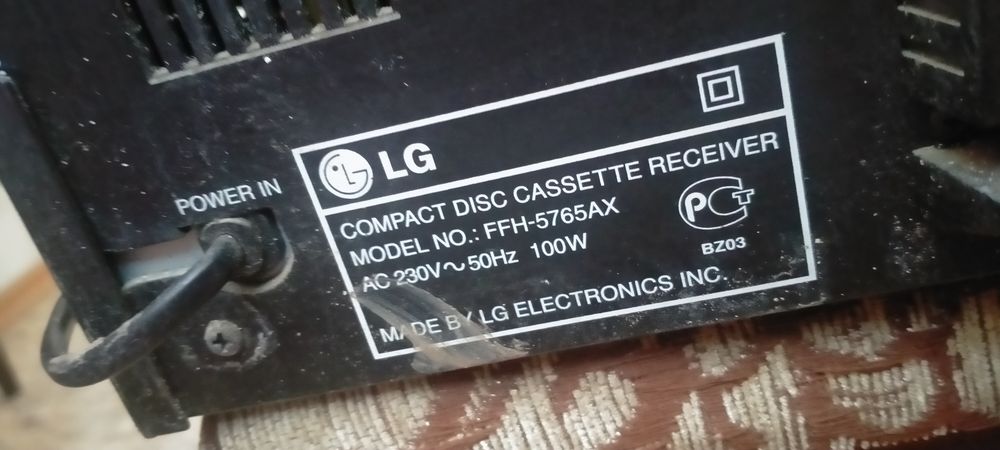 POWER IN
LG
COMPACT DISC CASSETTE RECEIVER
MODEL NO.: FFH-5765AX
AC 230V~50Hz 100W
РСТ
BZ03
MADE BY LG ELECTRONICS INC.